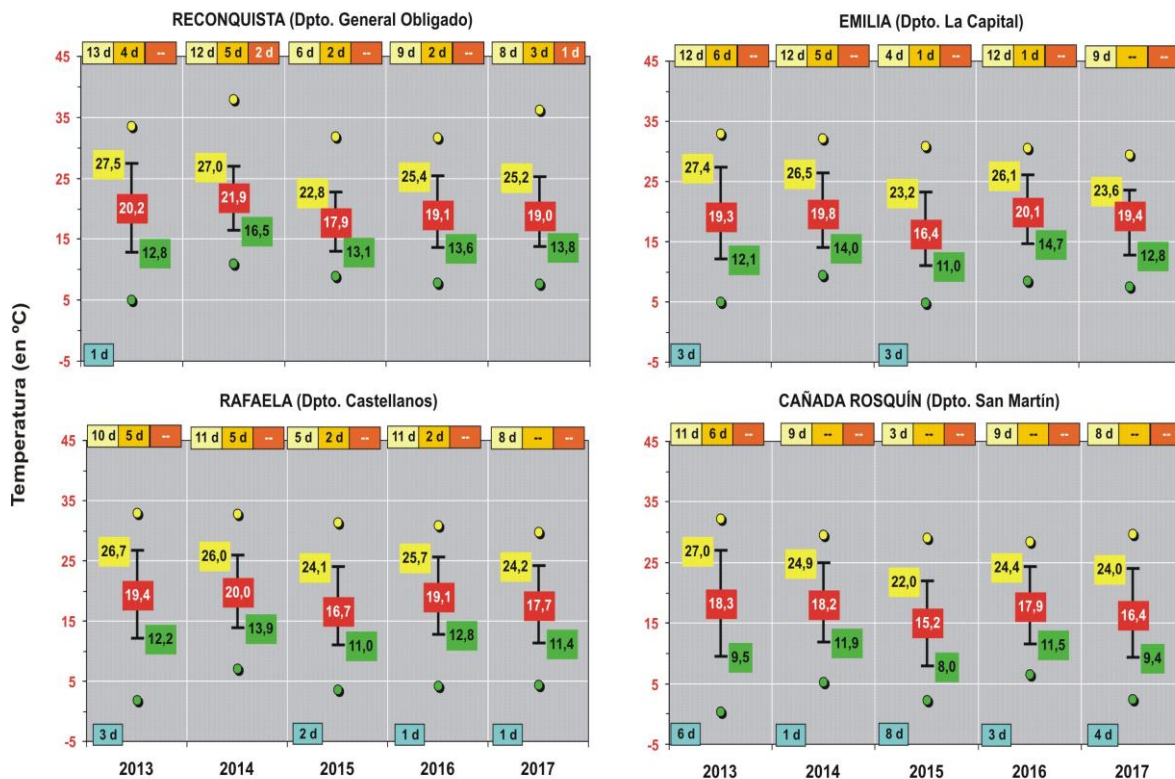 RECONQUISTA (Dpto. General Obligado)
13 d 4 d -- 12 d 5 d 2 d 6 d 2 d -- 9 d 2 d -- 8 d 3 d 1 d
45
35
25
15
5
-5
27,5 27,0 22,8 25,4 25,2
20,2 21,9 17,9 19,1 19,0
12,8 16,5 13,1 13,6 13,8
1 d
EMILIA (Dpto. La Capital)
12 d 6 d -- 12 d 5 d -- 4 d 1 d -- 12 d 1 d -- 9 d -- --
45
35
25
15
5
-5
27,4 26,5 23,2 26,1 23,6
19,3 19,8 16,4 20,1 19,4
12,1 14,0 11,0 14,7 12,8
3 d 3 d
Temperatura (en ºC)
RAFAELA (Dpto. Castellanos)
10 d 5 d -- 11 d 5 d -- 5 d 2 d -- 11 d 2 d -- 8 d -- --
45
35
25
15
5
-5
26,7 26,0 24,1 25,7 24,2
19,4 20,0 16,7 19,1 17,7
12,2 13,9 11,0 12,8 11,4
3 d 2 d 1 d 1 d
2013 2014 2015 2016 2017
CAÑADA ROSQUÍN (Dpto. San Martín)
11 d 6 d -- 9 d -- -- 3 d -- -- 9 d -- -- 8 d -- --
45
35
25
15
5
-5
27,0 24,9 22,0 24,4 24,0
18,3 18,2 15,2 17,9 16,4
9,5 11,9 8,0 11,5 9,4
6 d 1 d 8 d 3 d 4 d
2013 2014 2015 2016 2017